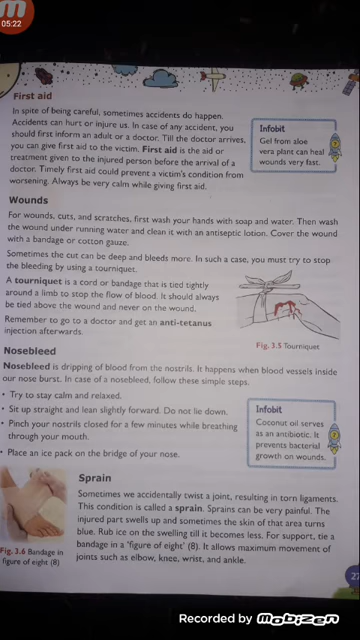 05:22
First aid
In spite of being careful, sometimes accidents do happen.
Accidents can hurt or injure us. In case of any accident, you
should first inform an adult or a doctor. Till the doctor arrives,
you can give first aid to the victim. First aid is the aid or
treatment given to the injured person before the arrival of a
doctor. Timely first aid could prevent a victim's condition from
worsening. Always be very calm while giving first aid.
Infobit
Gel from aloe
vera plant can heal
wounds very fast.
Wounds
For wounds, cuts, and scratches, first wash your hands with soap and water. Then wash
the wound under running water and clean it with an antiseptic lotion. Cover the wound
with a bandage or cotton gauze.
Sometimes the cut can be deep and bleeds more. In such a case, you must try to stop
the bleeding by using a tourniquet.
A tourniquet is a cord or bandage that is tied tightly
around a limb to stop the flow of blood. It should always
be tied above the wound and never on the wound.
Remember to go to a doctor and get an anti-tetanus
injection afterwards.
Fig. 3.5 Tourniquet
Nosebleed
Nosebleed is dripping of blood from the nostrils. It happens when blood vessels inside
our nose burst. In case of a nosebleed, follow these simple steps.
• Try to stay calm and relaxed.
• Sit up straight and lean slightly forward. Do not lie down.
• Pinch your nostrils closed for a few minutes while breathing
through your mouth.
• Place an ice pack on the bridge of your nose.
Infobit
Coconut oil serves
as an antibiotic. It
prevents bacterial
growth on wounds.
Sprain
Sometimes we accidentally twist a joint, resulting in torn ligaments.
This condition is called a sprain. Sprains can be very painful. The
injured part swells up and sometimes the skin of that area turns
blue. Rub ice on the swelling till it becomes less. For support, tie a
bandage in a 'figure of eight' (8). It allows maximum movement of
joints such as elbow, knee, wrist, and ankle.
Fig. 3.6 Bandage in
figure of eight (8)
27
Recorded by Mobizen